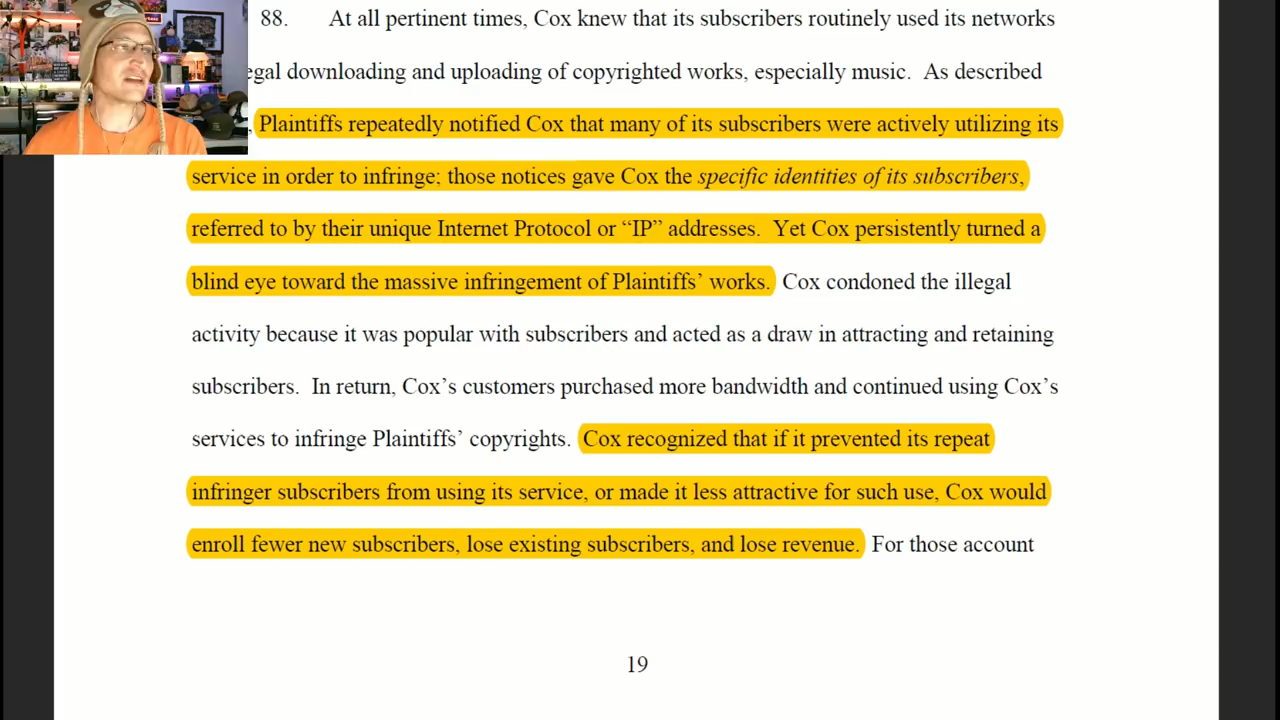 88. At all pertinent times, Cox knew that its subscribers routinely used its networks
egal downloading and uploading of copyrighted works, especially music. As described
, Plaintiffs repeatedly notified Cox that many of its subscribers were actively utilizing its
service in order to infringe; those notices gave Cox the specific identities of its subscribers,
referred to by their unique Internet Protocol or “IP” addresses. Yet Cox persistently turned a
blind eye toward the massive infringement of Plaintiffs’ works. Cox condoned the illegal
activity because it was popular with subscribers and acted as a draw in attracting and retaining
subscribers. In return, Cox’s customers purchased more bandwidth and continued using Cox’s
services to infringe Plaintiffs’ copyrights. Cox recognized that if it prevented its repeat
infringer subscribers from using its service, or made it less attractive for such use, Cox would
enroll fewer new subscribers, lose existing subscribers, and lose revenue. For those account
19